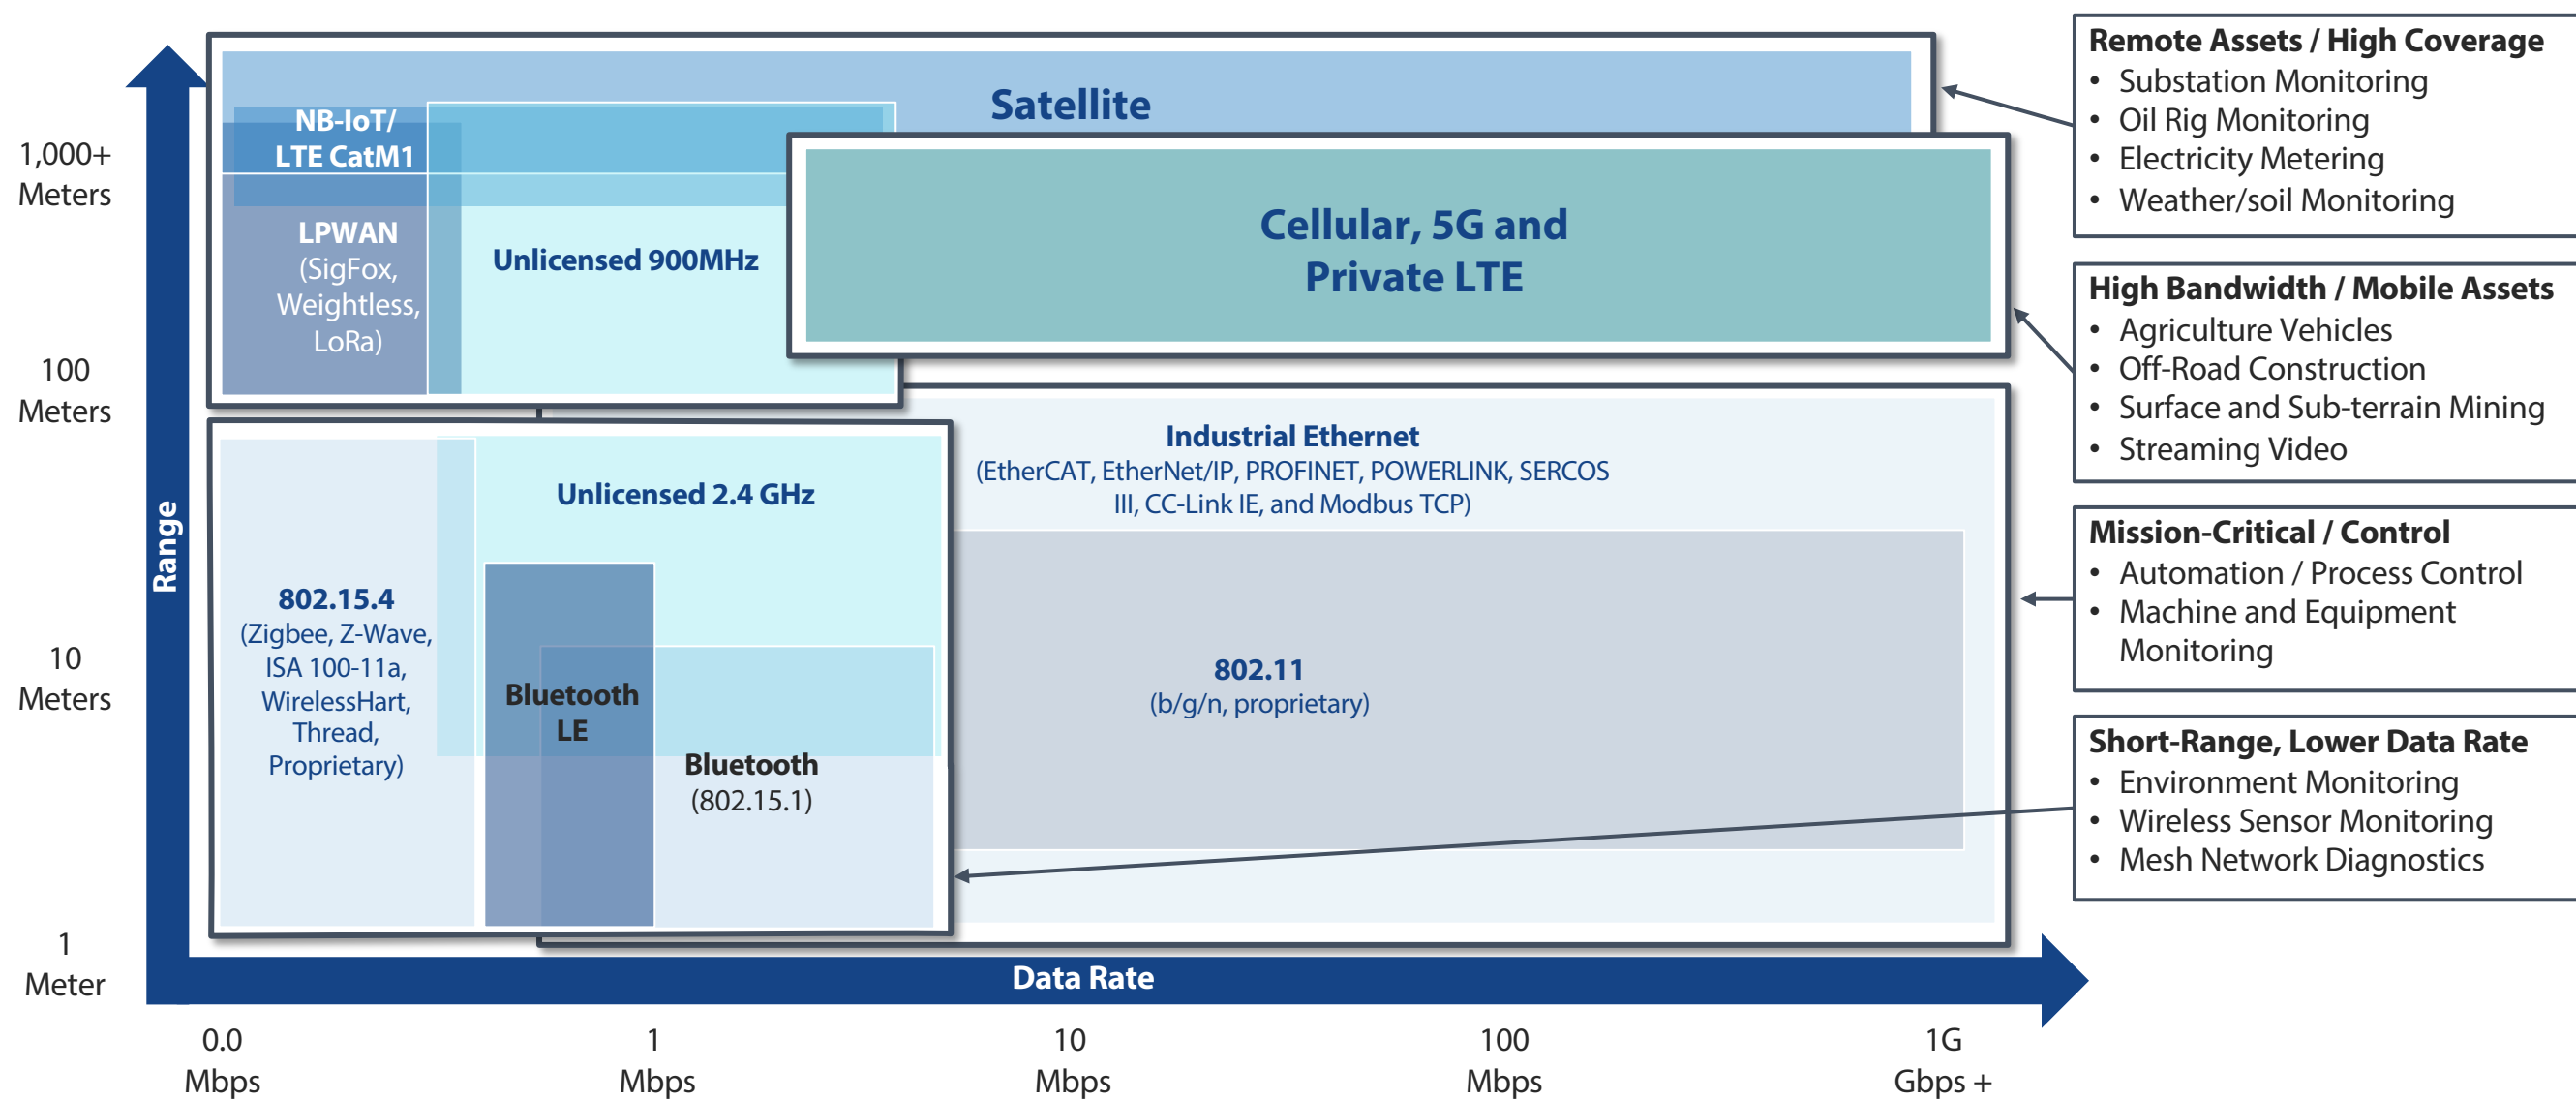 Satellite
NB-IoT/
LTE CatM1
LPWAN
(SigFox,
Weightless,
LoRa)
Unlicensed 900MHz
Cellular, 5G and
Private LTE
Industrial Ethernet
(EtherCAT, EtherNet/IP, PROFINET, POWERLINK, SERCOS
III, CC-Link IE, and Modbus TCP)
Unlicensed 2.4 GHz
802.15.4
(Zigbee, Z-Wave,
ISA 100-11a,
WirelessHart,
Thread,
Proprietary)
Bluetooth
LE
Bluetooth
(802.15.1)
802.11
(b/g/n, proprietary)
Range
1,000+
Meters
100
Meters
10
Meters
1
Meter
Data Rate
0.0
Mbps
1
Mbps
10
Mbps
100
Mbps
1G
Gbps +
Remote Assets / High Coverage
• Substation Monitoring
• Oil Rig Monitoring
• Electricity Metering
• Weather/soil Monitoring
High Bandwidth / Mobile Assets
• Agriculture Vehicles
• Off-Road Construction
• Surface and Sub-terrain Mining
• Streaming Video
Mission-Critical / Control
• Automation / Process Control
• Machine and Equipment
Monitoring
Short-Range, Lower Data Rate
• Environment Monitoring
• Wireless Sensor Monitoring
• Mesh Network Diagnostics